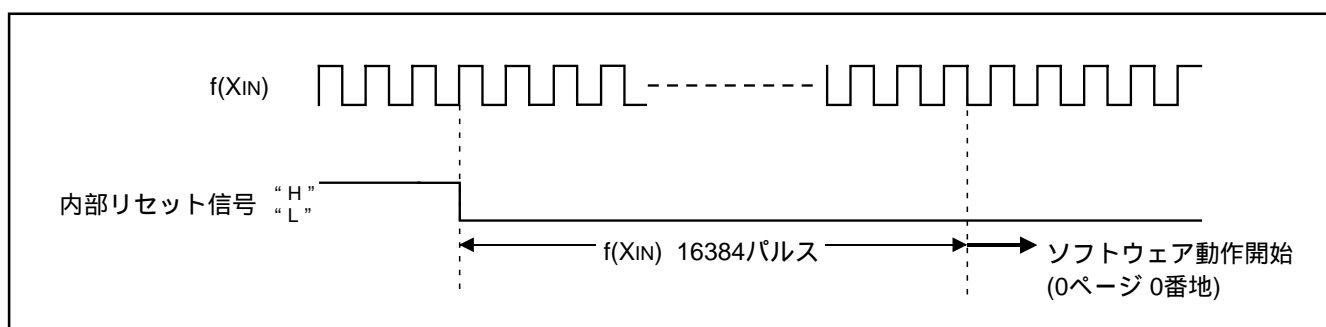 f(XIN)
内部リセット信号 “ H ”
“ L ”
f(XIN) 16384パルス
ソフトウェア動作開始
(0ページ 0番地)